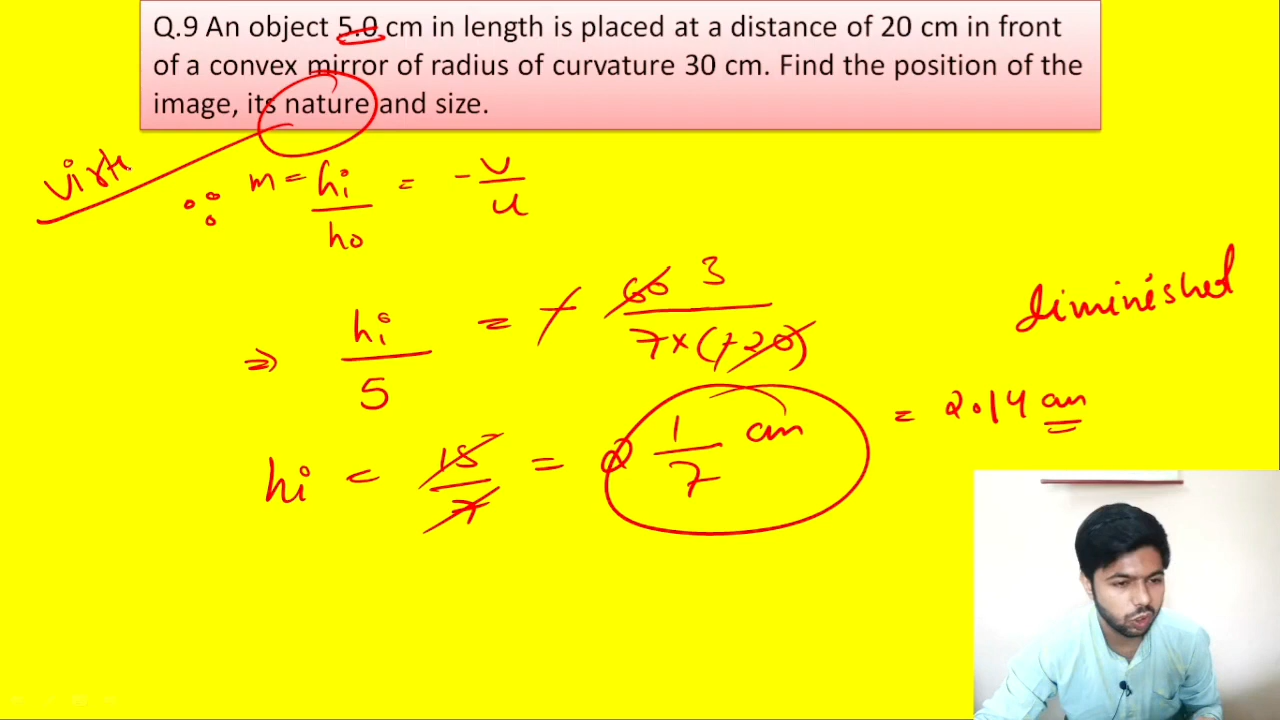 Q.9 An object 5.0 cm in length is placed at a distance of 20 cm in front
of a convex mirror of radius of curvature 30 cm. Find the position of the
image, its nature and size.
∴ m = hi/ho = -v/u
⇒ hi/5 = - 60 3 / 7×(-20)
diminished
hi = 15/7 = 2 1/7 cm = 2.14 cm